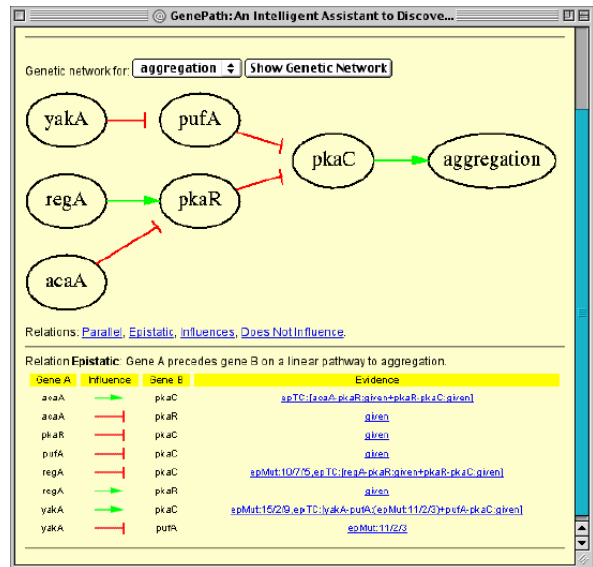 GenePath: An Intelligent Assistant to Discove...
Genetic network for: aggregation Show Genetic Network
yakA pufA
pkaC aggregation
regA pkaR
acaA
Relations: Parallel, Epistatic, Influences, Does Not Influence.
Relation Epistatic: Gene A precedes gene B on a linear pathway to aggregation.
Gene A Influence Gene B Evidence
acaA pkaC epTC:[acaA-pkaR:given+pkaR-pkaC:given]
acaA pkaR given
pkaR pkaC given
pufA pkaC given
regA pkaC epMut:10/7/5,epTC:[regA-pkaR:given+pkaR-pkaC:given]
regA pkaR given
yakA pkaC epMut:15/2/9,epTC:[yakA-pufA:(epMut:11/2/3)+pufA-pkaC:given]
yakA pufA epMut:11/2/3